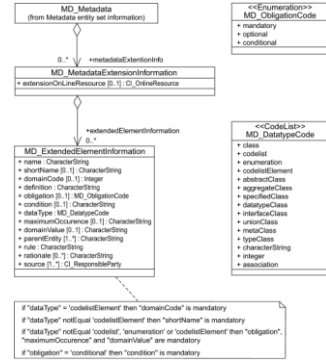 MD_Metadata
(from Metadata entity set information)
0..*
+metadataExtentionInfo
MD_MetadataExtensionInformation
+ extensionOnLineResource [0..1] : CI_OnlineResource
+extendedElementInformation
0..*
MD_ExtendedElementInformation
+ name : CharacterString
+ shortName [0..1] : CharacterString
+ domainCode [0..1] : Integer
+ definition : CharacterString
+ obligation [0..1] : MD_ObligationCode
+ condition [0..1] : CharacterString
+ dataType : MD_DatatypeCode
+ maximumOccurence [0..1] : CharacterString
+ domainValue [0..1] : CharacterString
+ parentEntity [1..*] : CharacterString
+ rule : CharacterString
+ rationale [0..*] : CharacterString
+ source [1..*] : CI_ResponsibleParty
<<Enumeration>>
MD_ObligationCode
+ mandatory
+ optional
+ conditional
<<CodeList>>
MD_DatatypeCode
+ class
+ codelist
+ enumeration
+ codelistElement
+ abstractClass
+ aggregateClass
+ specifiedClass
+ datatypeClass
+ interfaceClass
+ unionClass
+ metaClass
+ typeClass
+ characterString
+ integer
+ association
if "dataType" = 'codelistElement' then "domainCode" is mandatory
if "dataType" notEqual 'codelistElement' then "shortName" is mandatory
if "dataType" notEqual 'codelist', 'enumeration' or 'codelistElement' then "obligation",
"maximumOccurence" and "domainValue" are mandatory
if "obligation" = 'conditional' then "condition" is mandatory